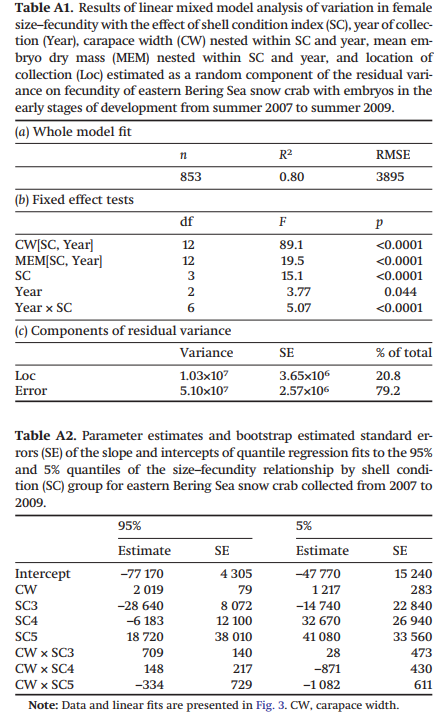 Table A1. Results of linear mixed model analysis of variation in female
size–fecundity with the effect of shell condition index (SC), year of collec-
tion (Year), carapace width (CW) nested within SC and year, mean em-
bryo dry mass (MEM) nested within SC and year, and location of
collection (Loc) estimated as a random component of the residual vari-
ance on fecundity of eastern Bering Sea snow crab with embryos in the
early stages of development from summer 2007 to summer 2009.
(a) Whole model fit
n R² RMSE
853 0.80 3895
(b) Fixed effect tests
df F p
CW[SC, Year] 12 89.1 <0.0001
MEM[SC, Year] 12 19.5 <0.0001
SC 3 15.1 <0.0001
Year 2 3.77 0.044
Year × SC 6 5.07 <0.0001
(c) Components of residual variance
Variance SE % of total
Loc 1.03×10⁷ 3.65×10⁶ 20.8
Error 5.10×10⁷ 2.57×10⁶ 79.2
Table A2. Parameter estimates and bootstrap estimated standard er-
rors (SE) of the slope and intercepts of quantile regression fits to the 95%
and 5% quantiles of the size–fecundity relationship by shell condi-
tion (SC) group for eastern Bering Sea snow crab collected from 2007 to
2009.
95% 5%
Estimate SE Estimate SE
Intercept −77 170 4 305 −47 770 15 240
CW 2 019 79 1 217 283
SC3 −28 640 8 072 −14 740 22 840
SC4 −6 183 12 100 32 670 26 940
SC5 18 720 38 010 41 080 33 560
CW × SC3 709 140 28 473
CW × SC4 148 217 −871 430
CW × SC5 −334 729 −1 082 611
Note: Data and linear fits are presented in Fig. 3. CW, carapace width.